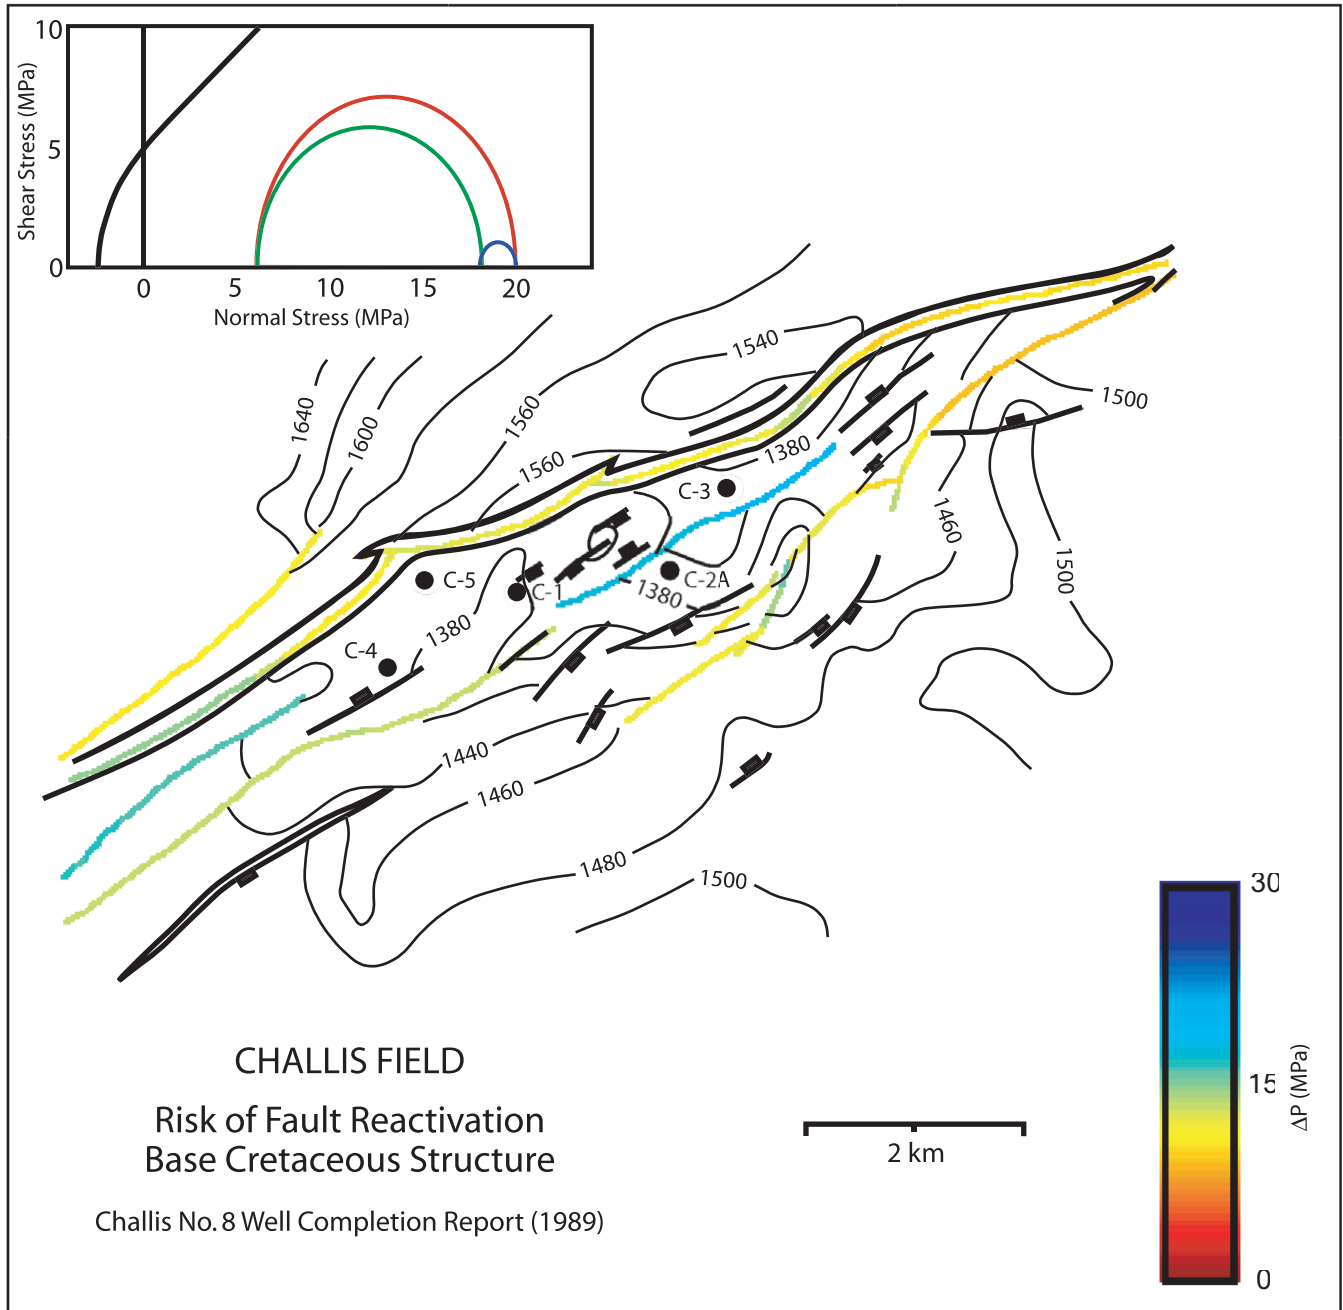 10
5
0
Shear Stress (MPa)
0 5 10 15 20
Normal Stress (MPa)
1540
1640
1600
1560
1500
1560
1380
C-3
1460
1500
C-5
C-1
C-2A
1380
1380
C-4
1440
1460
1480
1500
30
15
0
ΔP (MPa)
CHALLIS FIELD
Risk of Fault Reactivation
Base Cretaceous Structure
Challis No. 8 Well Completion Report (1989)
2 km